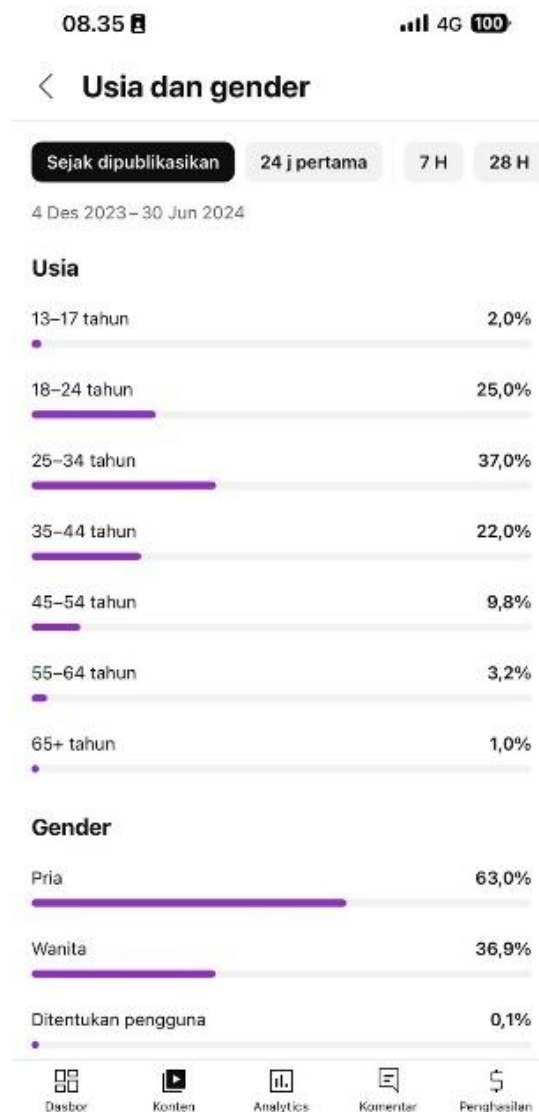 08.35 4G 100
Usia dan gender
Sejak dipublikasikan 24 j pertama 7 H 28 H
4 Des 2023–30 Jun 2024
Usia
13–17 tahun 2,0%
18–24 tahun 25,0%
25–34 tahun 37,0%
35–44 tahun 22,0%
45–54 tahun 9,8%
55–64 tahun 3,2%
65+ tahun 1,0%
Gender
Pria 63,0%
Wanita 36,9%
Ditentukan pengguna 0,1%
Dasbor Konten Analytics Komentar Penghasilan